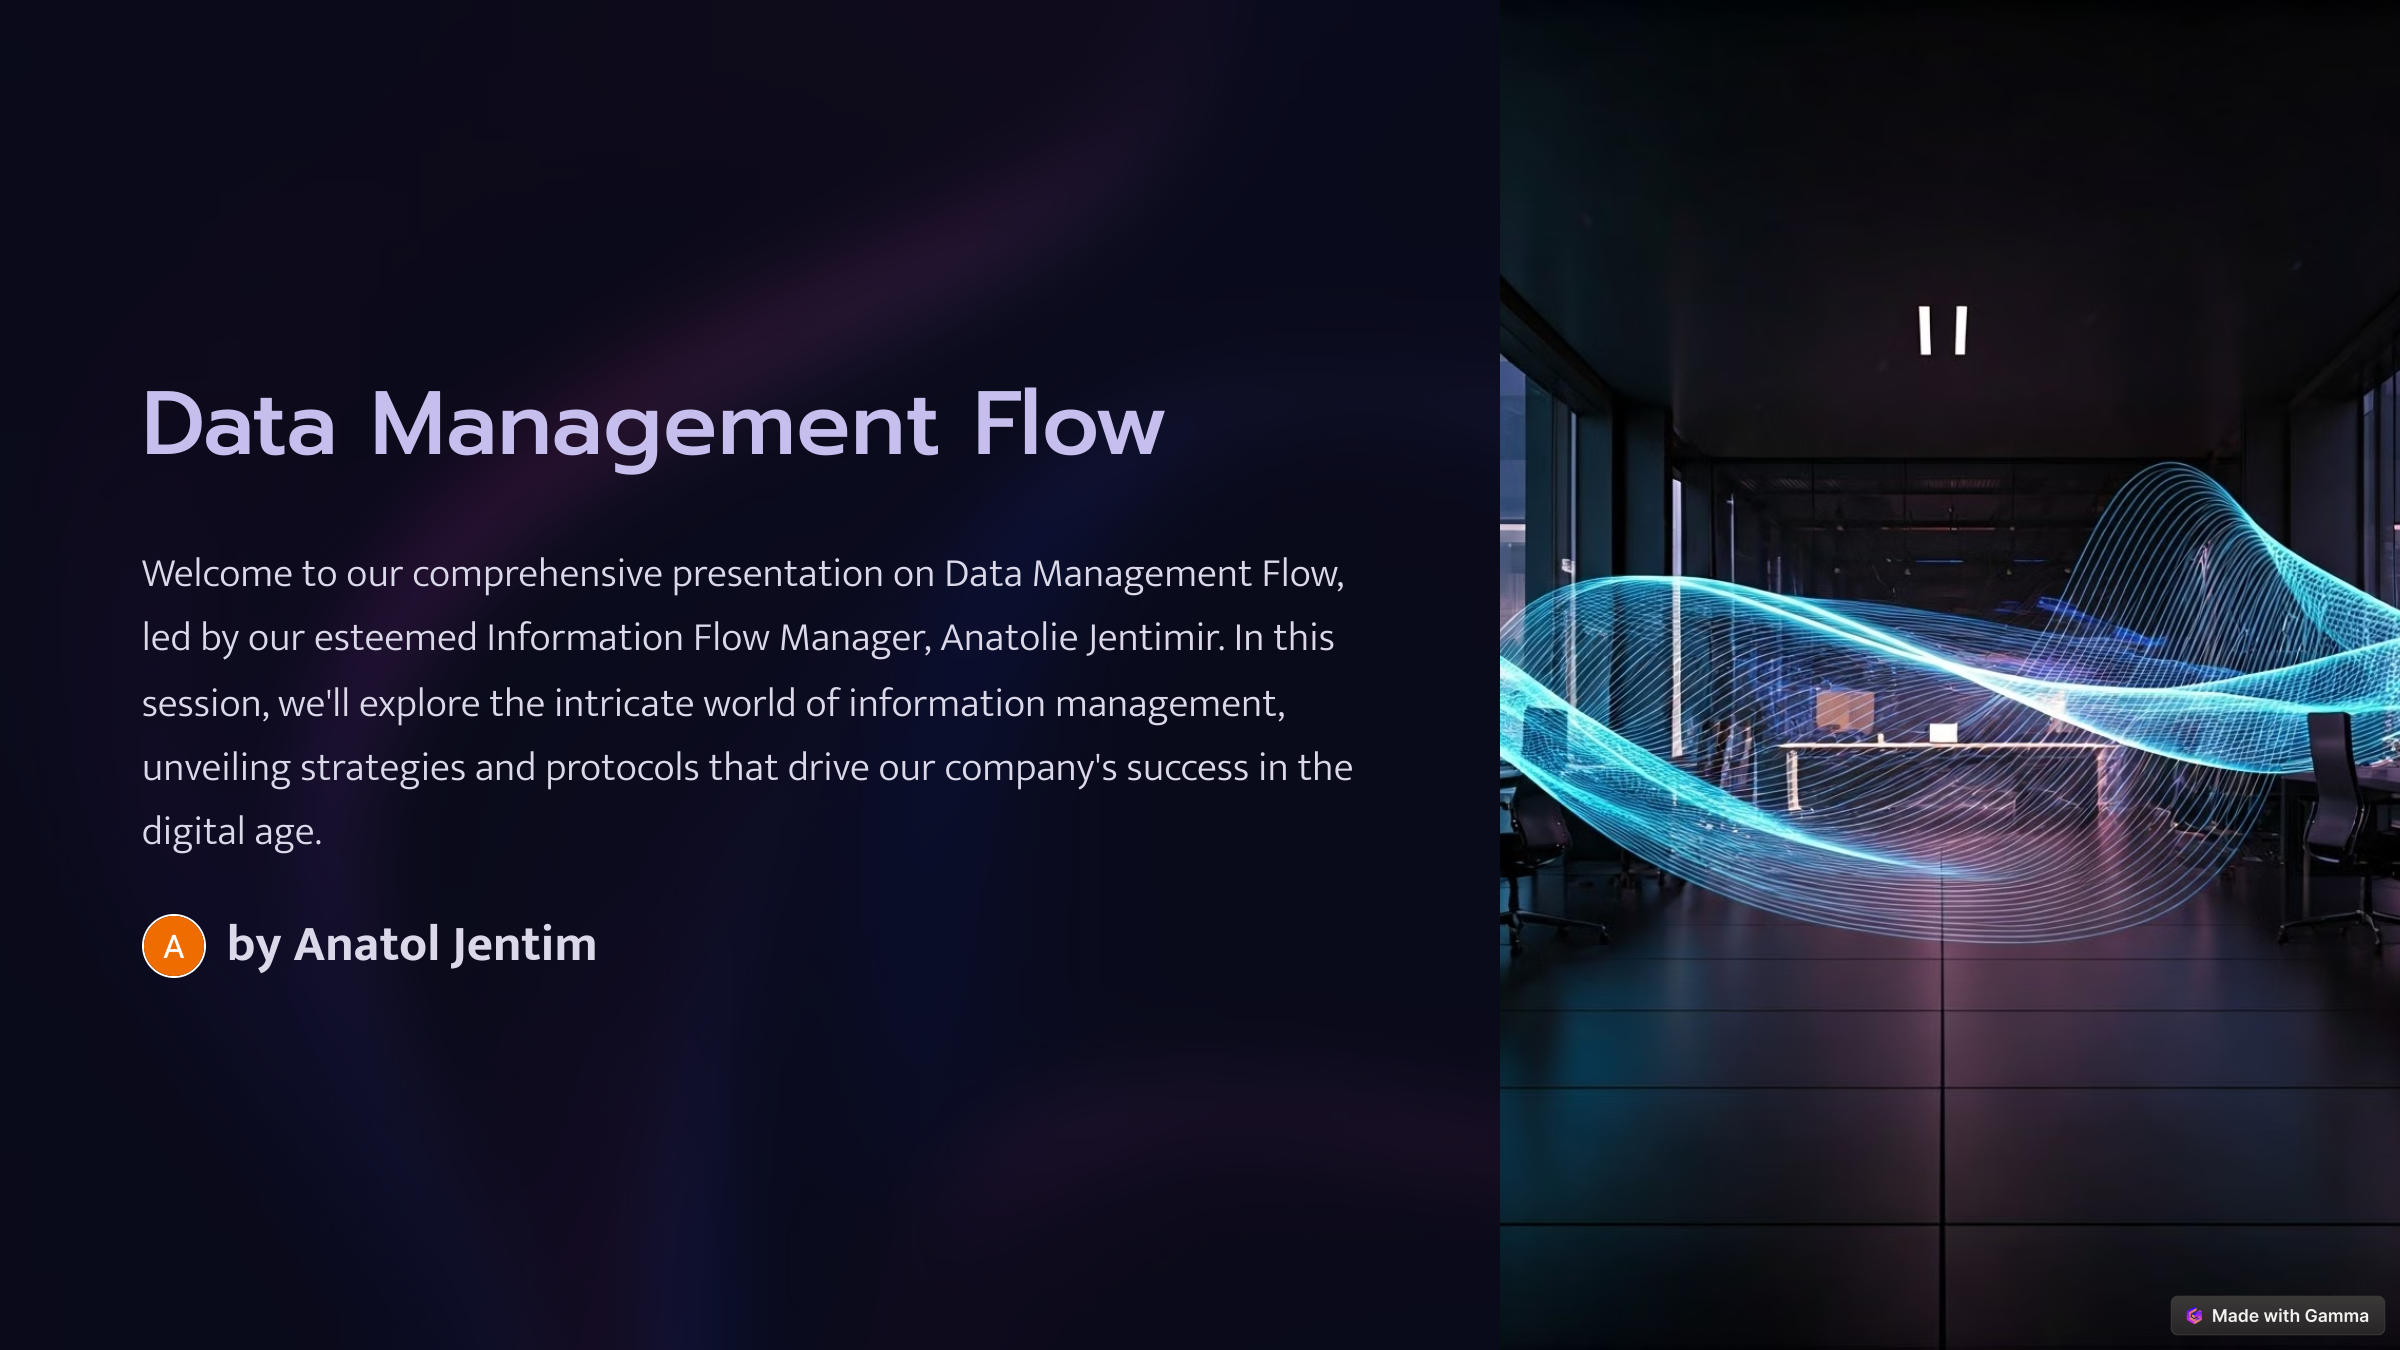 Data Management Flow
Welcome to our comprehensive presentation on Data Management Flow,
led by our esteemed Information Flow Manager, Anatolie Jentimir. In this
session, we'll explore the intricate world of information management,
unveiling strategies and protocols that drive our company's success in the
digital age.
A by Anatol Jentim
Made with Gamma